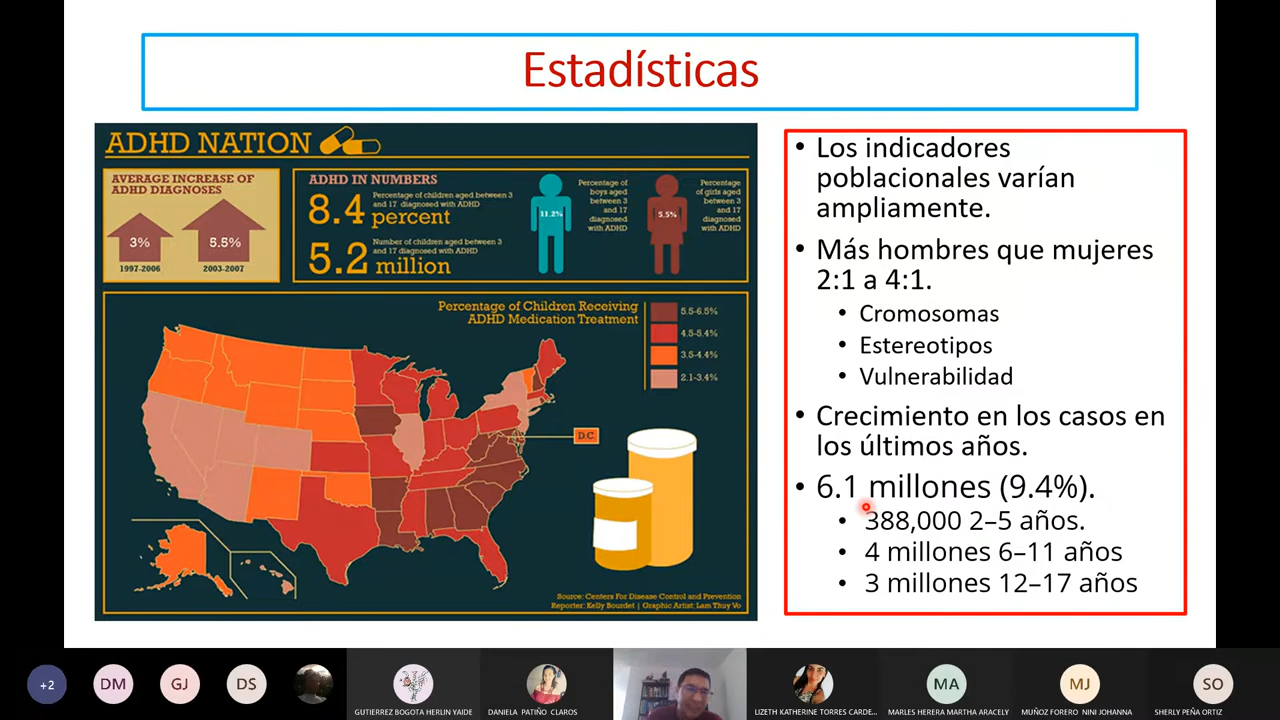 Estadísticas
ADHD NATION
AVERAGE INCREASE OF
ADHD DIAGNOSES
3%
5.5%
1997-2006
2003-2007
ADHD IN NUMBERS
8.4 percent
Percentage of children aged between 3
and 17 diagnosed with ADHD
5.2 million
Number of children aged between 3
and 17 diagnosed with ADHD
11.2%
Percentage of
boys aged
between 3
and 17
diagnosed
with ADHD
5.5%
Percentage
of girls aged
between 3
and 17
diagnosed
with ADHD
Percentage of Children Receiving
ADHD Medication Treatment
5.5-6.5%
4.5-5.4%
3.5-4.4%
2.1-3.4%
D.C.
Source: Centers For Disease Control and Prevention
Reporter: Kelly Bourdet | Graphic Artist: Lam Thuy Vo
• Los indicadores
poblacionales varían
ampliamente.
• Más hombres que mujeres
2:1 a 4:1.
• Cromosomas
• Estereotipos
• Vulnerabilidad
• Crecimiento en los casos en
los últimos años.
• 6.1 millones (9.4%).
• 388,000 2–5 años.
• 4 millones 6–11 años
• 3 millones 12–17 años
+2
DM
GJ
DS
GUTIERREZ BOGOTA HERLIN YAIDE
DANIELA PATIÑO CLAROS
LIZETH KATHERINE TORRES CARDE...
MA
MARLES HERERA MARTHA ARACELY
MJ
MUÑOZ FORERO NINI JOHANNA
SO
SHERLY PEÑA ORTIZ